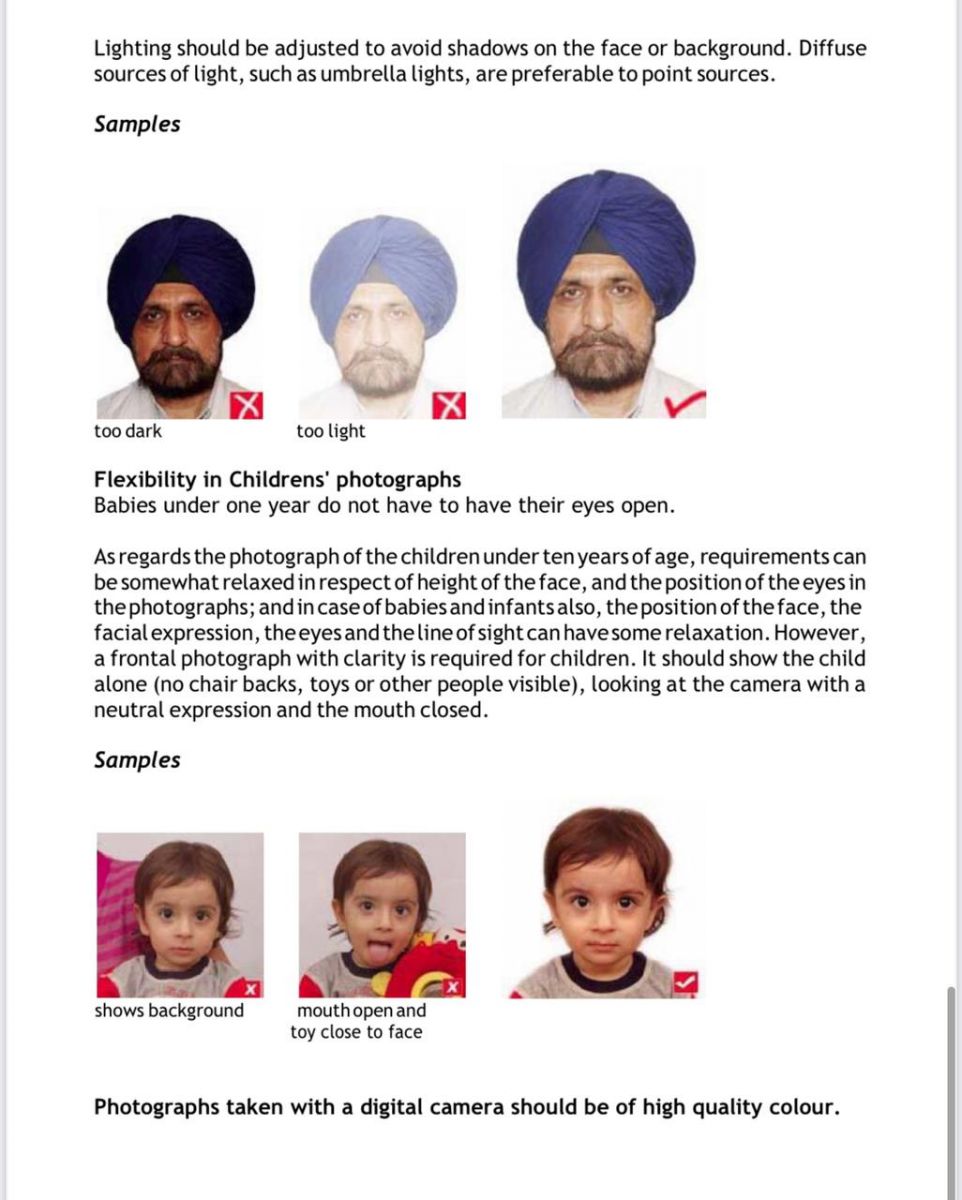 Lighting should be adjusted to avoid shadows on the face or background. Diffuse
sources of light, such as umbrella lights, are preferable to point sources.
Samples
too dark
too light
Flexibility in Childrens' photographs
Babies under one year do not have to have their eyes open.
As regards the photograph of the children under ten years of age, requirements can
be somewhat relaxed in respect of height of the face, and the position of the eyes in
the photographs; and in case of babies and infants also, the position of the face, the
facial expression, the eyes and the line of sight can have some relaxation. However,
a frontal photograph with clarity is required for children. It should show the child
alone (no chair backs, toys or other people visible), looking at the camera with a
neutral expression and the mouth closed.
Samples
shows background
mouth open and
toy close to face
Photographs taken with a digital camera should be of high quality colour.